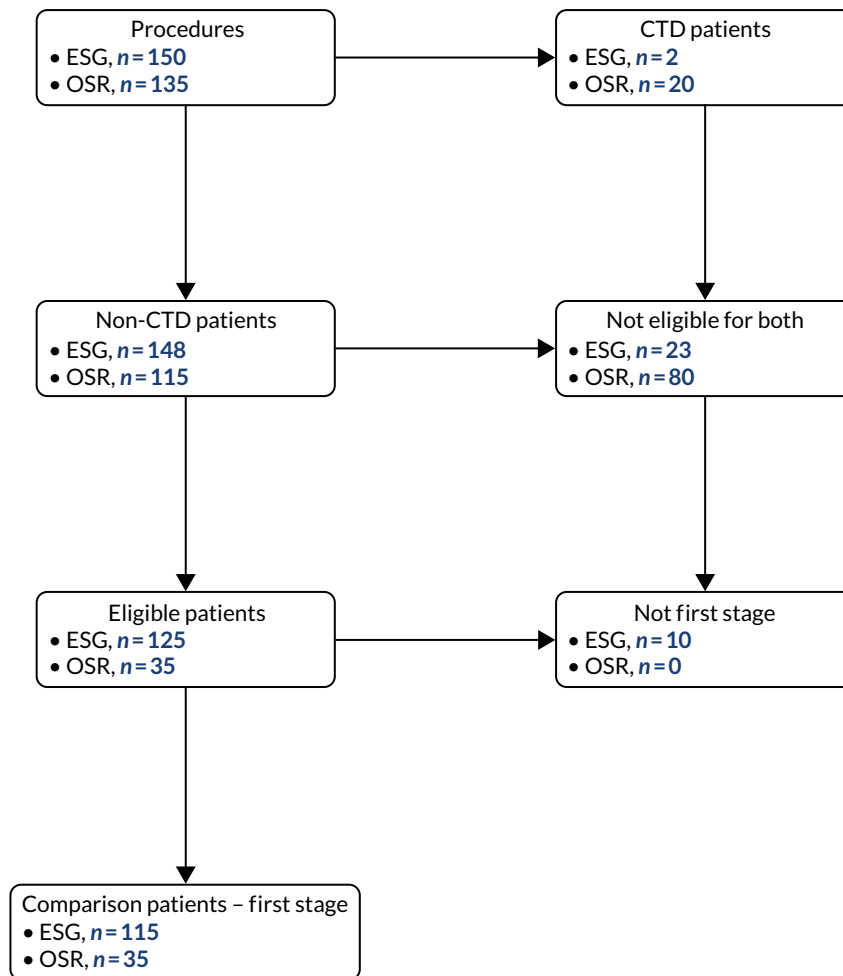 Procedures
• ESG, n = 150
• OSR, n = 135
CTD patients
• ESG, n = 2
• OSR, n = 20
Non-CTD patients
• ESG, n = 148
• OSR, n = 115
Not eligible for both
• ESG, n = 23
• OSR, n = 80
Eligible patients
• ESG, n = 125
• OSR, n = 35
Not first stage
• ESG, n = 10
• OSR, n = 0
Comparison patients – first stage
• ESG, n = 115
• OSR, n = 35